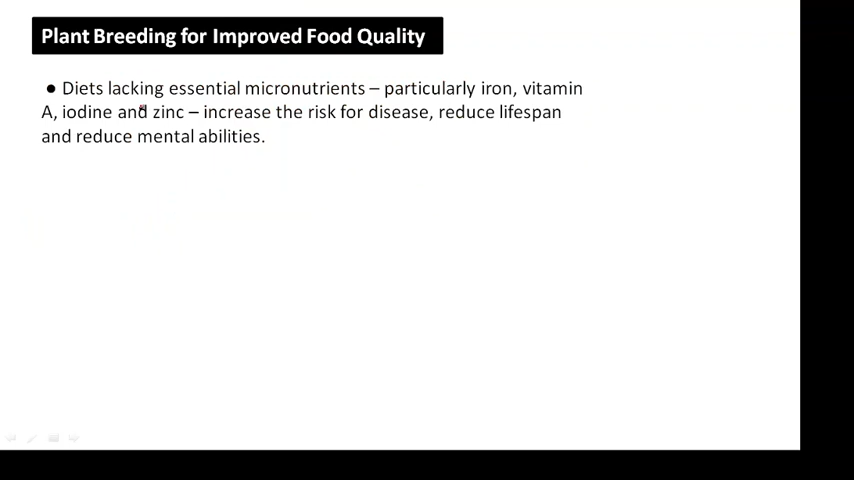 Plant Breeding for Improved Food Quality
● Diets lacking essential micronutrients – particularly iron, vitamin
A, iodine and zinc – increase the risk for disease, reduce lifespan
and reduce mental abilities.